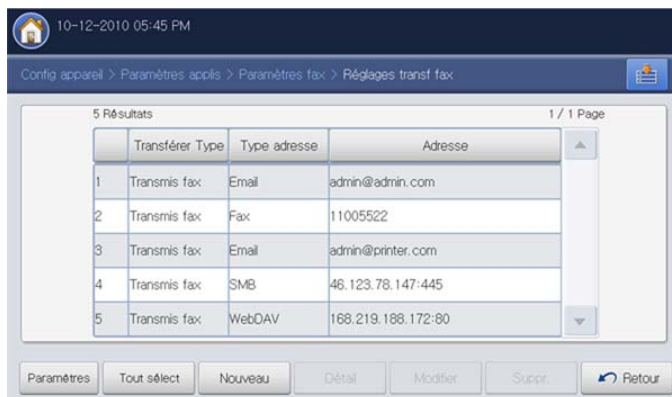 10-12-2010 05:45 PM
Config appareil > Paramètres applis > Paramètres fax > Réglages transf fax
5 Résultats 1 / 1 Page
Transférer Type Type adresse Adresse
1 Transmis fax Email admin@admin.com
2 Transmis fax Fax 11005522
3 Transmis fax Email admin@printer.com
4 Transmis fax SMB 46.123.78.147:445
5 Transmis fax WebDAV 168.219.188.172:80
Paramètres Tout sélect Nouveau Détail Modifier Suppr. Retour